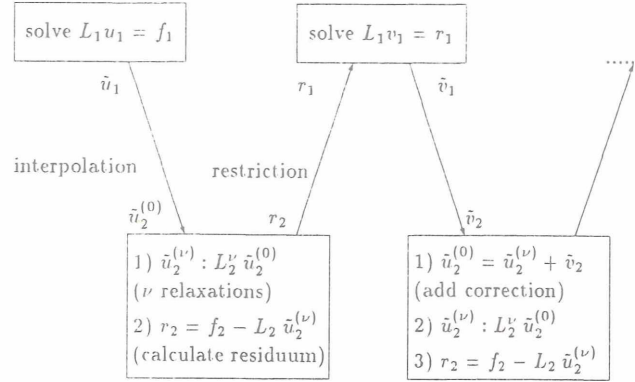 solve L₁u₁ = f₁
solve L₁v₁ = r₁
ũ₁
r₁
ṽ₁
.....
interpolation
restriction
ũ₂⁽⁰⁾
r₂
ṽ₂
1) ũ₂⁽ᵛ⁾ : L₂ᵛ ũ₂⁽⁰⁾
(ν relaxations)
2) r₂ = f₂ − L₂ ũ₂⁽ᵛ⁾
(calculate residuum)
1) ũ₂⁽⁰⁾ = ũ₂⁽ᵛ⁾ + ṽ₂
(add correction)
2) ũ₂⁽ᵛ⁾ : L₂ᵛ ũ₂⁽⁰⁾
3) r₂ = f₂ − L₂ ũ₂⁽ᵛ⁾